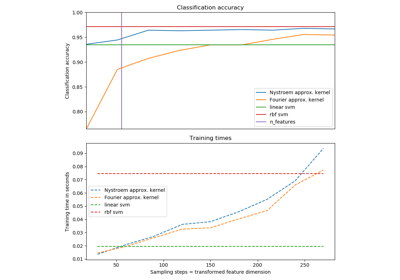 Classification accuracy
1.00
0.95
0.90
0.85
0.80
Classification accuracy
Nystroem approx. kernel
Fourier approx. kernel
linear svm
rbf svm
n_features
Training times
0.09
0.08
0.07
0.06
0.05
0.04
0.03
0.02
0.01
Training time in seconds
Nystroem approx. kernel
Fourier approx. kernel
linear svm
rbf svm
50
100
150
200
250
Sampling steps = transformed feature dimension